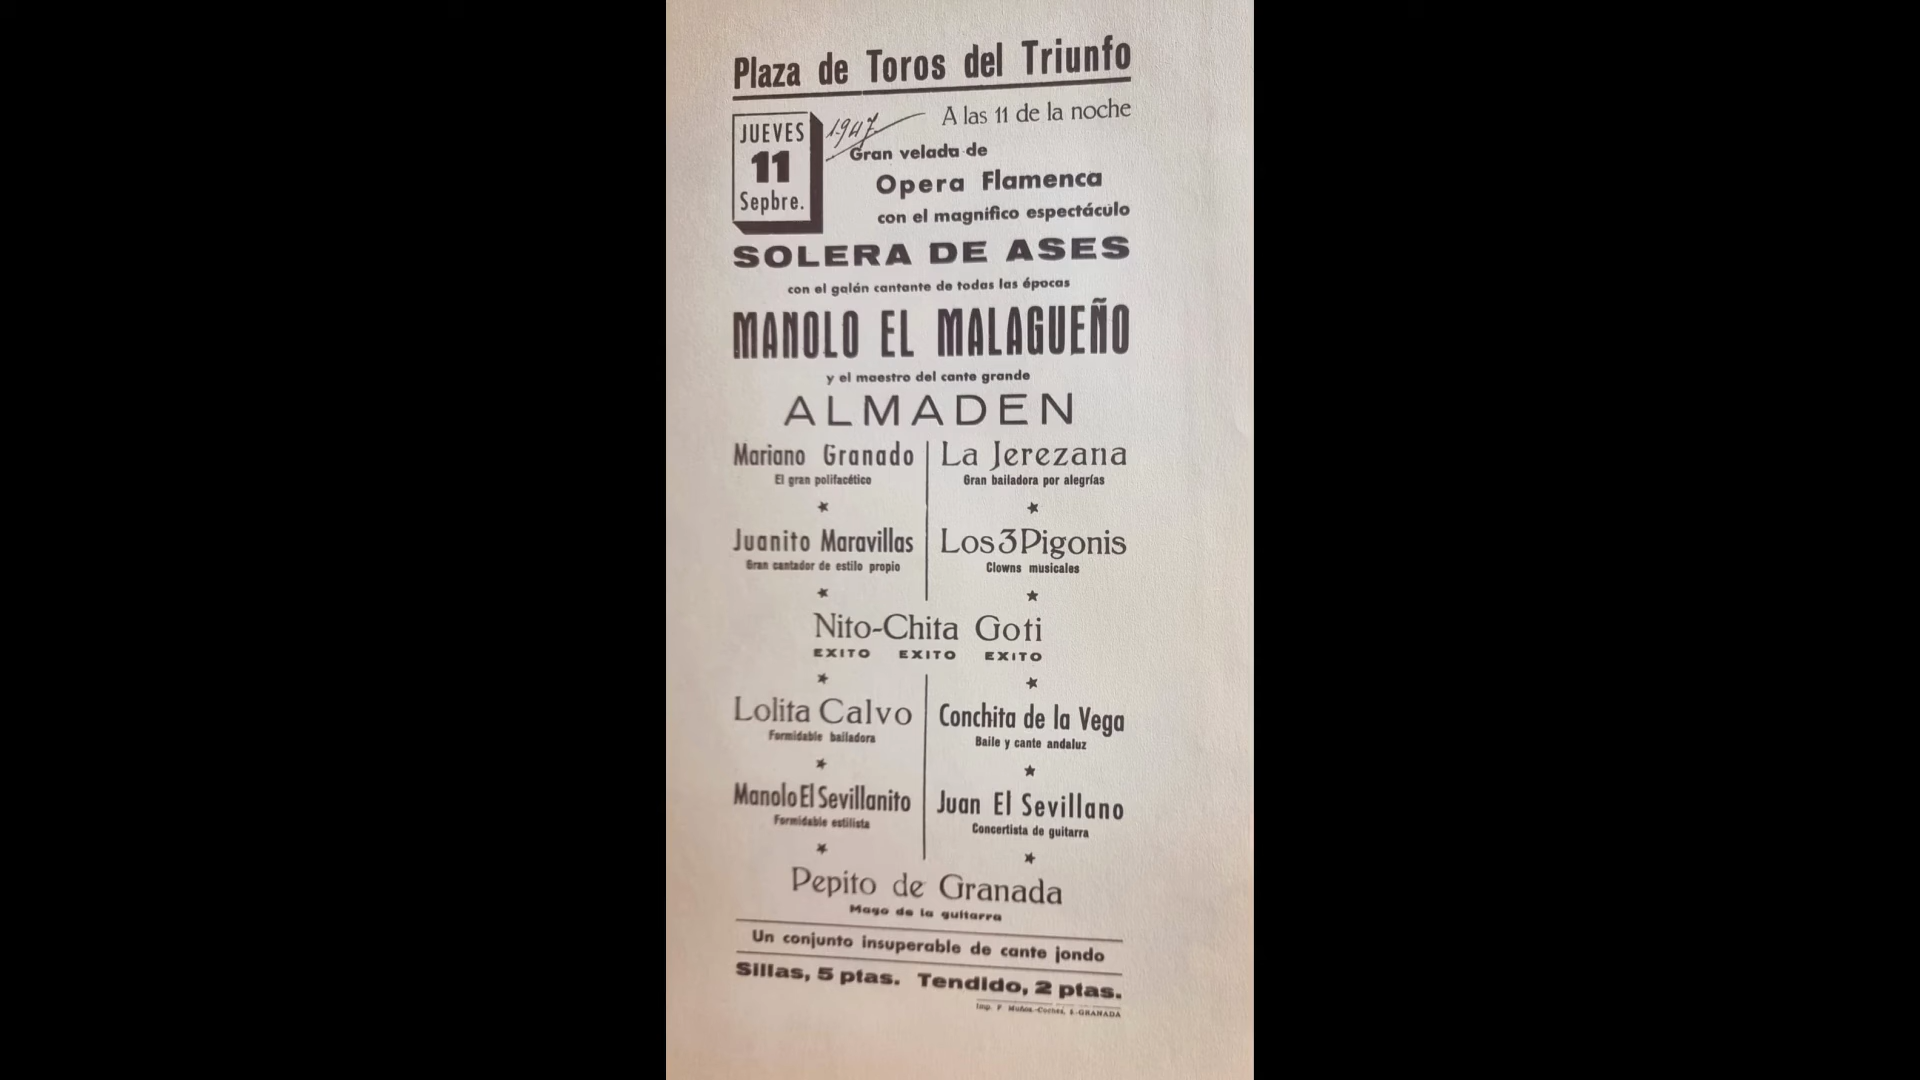 Plaza de Toros del Triunfo
JUEVES
11
Sepbre.
1947
A las 11 de la noche
Gran velada de
Opera Flamenca
con el magnifico espectáculo
SOLERA DE ASES
con el galán cantante de todas las épocas
MANOLO EL MALAGUEÑO
y el maestro del cante grande
ALMADEN
Mariano Granado
El gran polifacético
La Jerezana
Gran bailadora por alegrías
Juanito Maravillas
Gran cantador de estilo propio
Los 3 Pigonis
Clowns musicales
Nito-Chita Goti
EXITO EXITO EXITO
Lolita Calvo
Formidable bailadora
Conchita de la Vega
Baile y cante andaluz
Manolo El Sevillanito
Formidable estilista
Juan El Sevillano
Concertista de guitarra
Pepito de Granada
Mago de la guitarra
Un conjunto insuperable de cante jondo
Sillas, 5 ptas. Tendido, 2 ptas.
Imp. F. Muñoz.-GRANADA